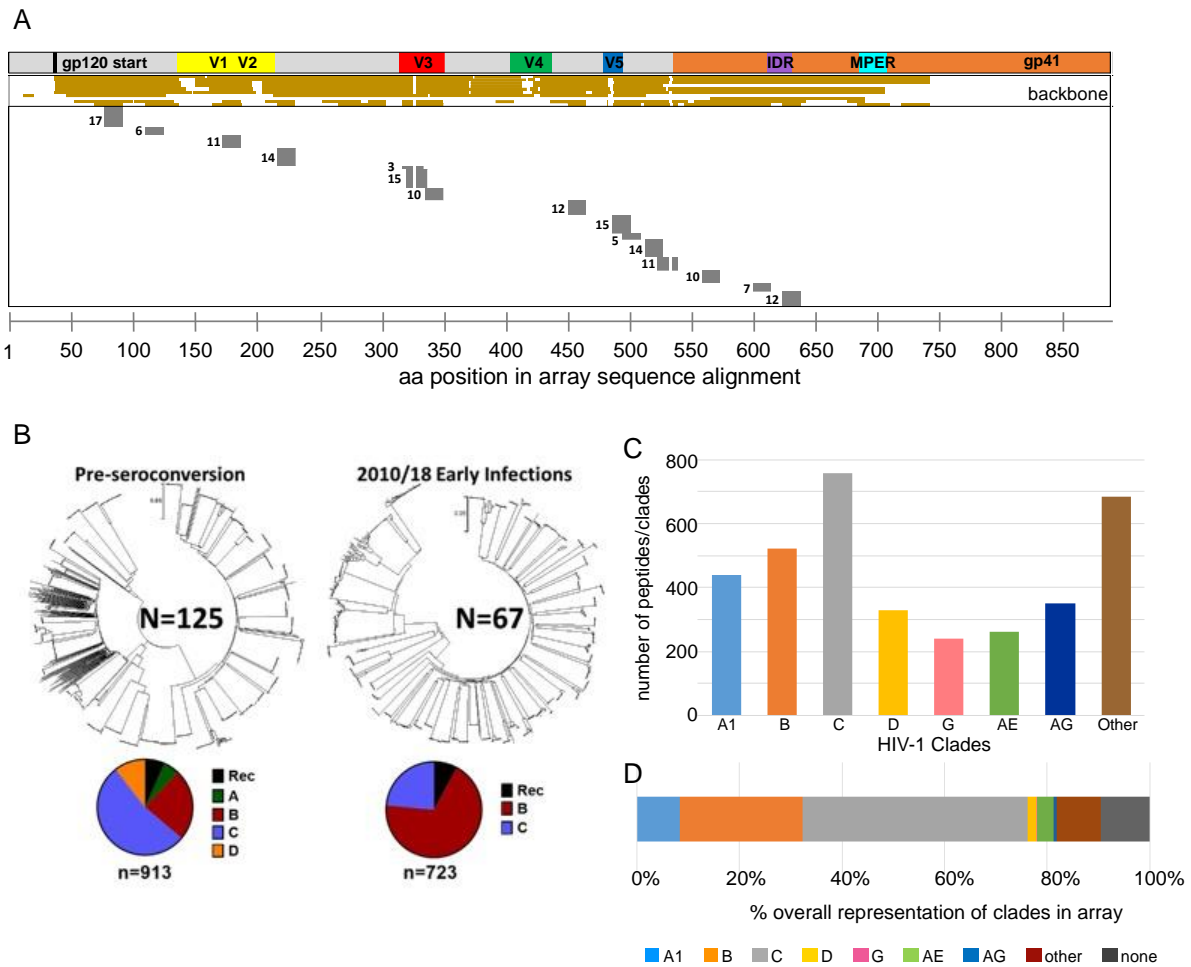 A
gp120 start V1 V2 V3 V4 V5 IDR MPER gp41
backbone
17
6
11
14
3
15
10
12
15
5
14
11
10
7
12
1 50 100 150 200 250 300 350 400 450 500 550 600 650 700 750 800 850
aa position in array sequence alignment
B
Pre-seroconversion
N=125
Rec
A
B
C
D
n=913
2010/18 Early Infections
N=67
Rec
B
C
n=723
C
number of peptides/clades
800
600
400
200
0
A1 B C D G AE AG Other
HIV-1 Clades
D
0% 20% 40% 60% 80% 100%
% overall representation of clades in array
A1 B C D G AE AG other none